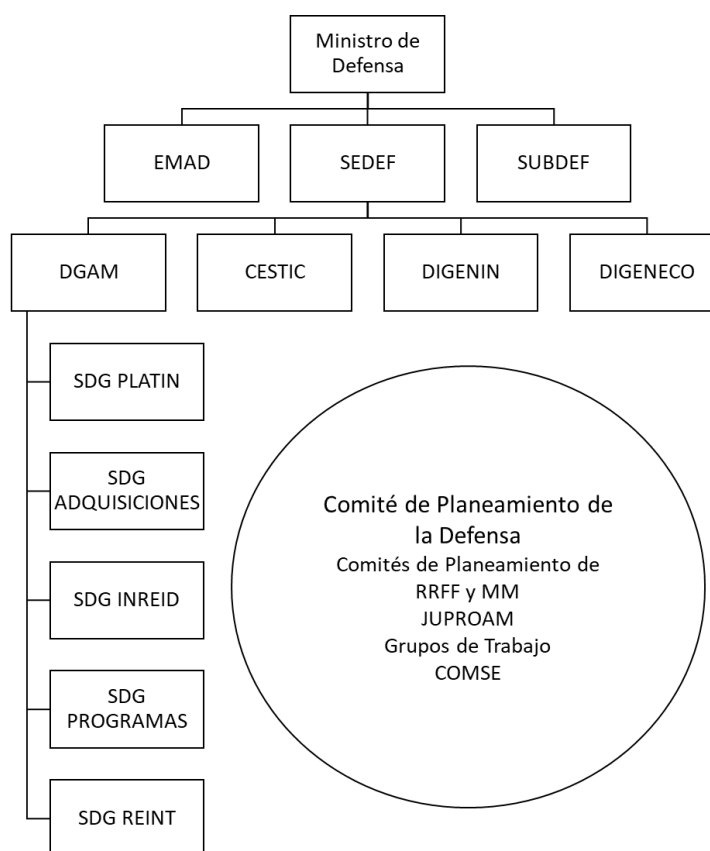 Ministro de
Defensa
EMAD
SEDEF
SUBDEF
DGAM
CESTIC
DIGENIN
DIGENECO
SDG PLATIN
SDG
ADQUISICIONES
SDG INREID
SDG
PROGRAMAS
SDG REINT
Comité de Planeamiento de
la Defensa
Comités de Planeamiento de
RRFF y MM
JUPROAM
Grupos de Trabajo
COMSE